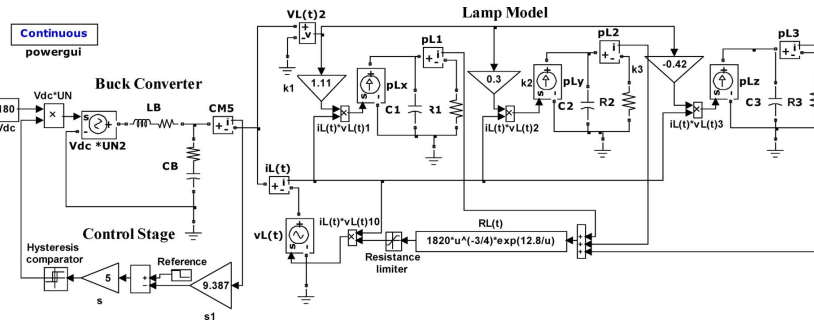 Lamp Model
VL(t)2
Continuous
powergui
Buck Converter
Vdc*UN
180
Vdc
×
s
Vdc *UN2
LB
CM5
CB
k1
1.11
pLx
pL1
C1
R1
iL(t)*vL(t)1
0.3
k2
pLy
pL2
C2
R2
k3
iL(t)*vL(t)2
-0.42
pLz
pL3
C3
R3
iL(t)*vL(t)3
iL(t)
vL(t)
iL(t)*vL(t)10
RL(t)
1820*u^(-3/4)*exp(12.8/u)
Resistance
limiter
Control Stage
Hysteresis
comparator
5
s
Reference
9.387
s1